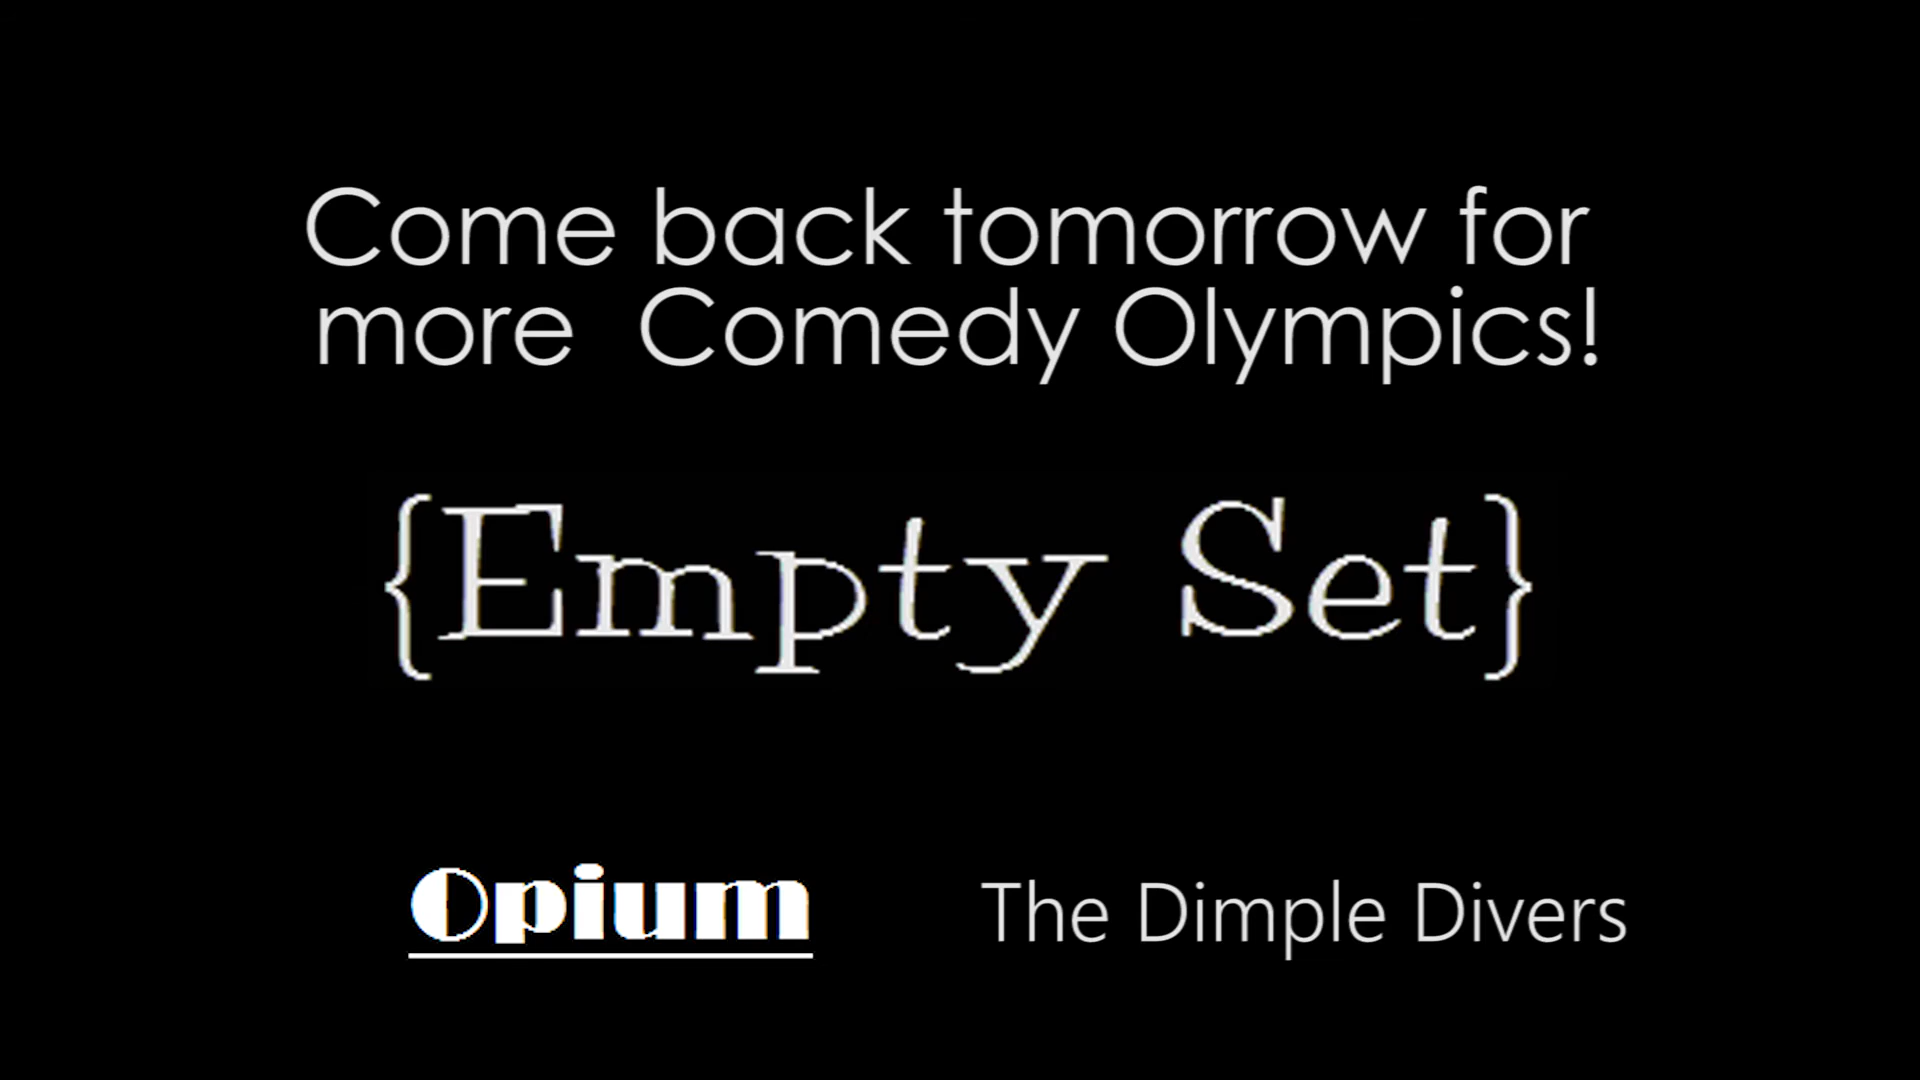 Come back tomorrow for
more  Comedy Olympics!
{Empty Set}
Opium
The Dimple Divers